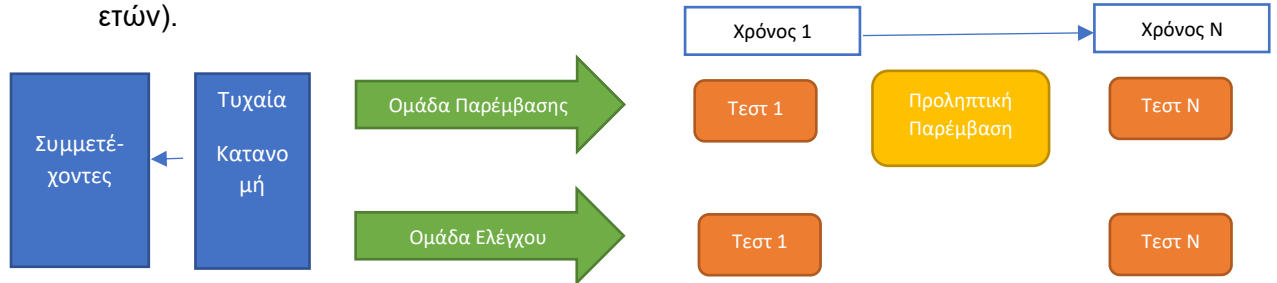 ετών).
Χρόνος 1
Χρόνος Ν
Συμμετέ-
χοντες
Τυχαία
Κατανο
μή
Ομάδα Παρέμβασης
Τεστ 1
Προληπτική
Παρέμβαση
Τεστ Ν
Ομάδα Ελέγχου
Τεστ 1
Τεστ Ν